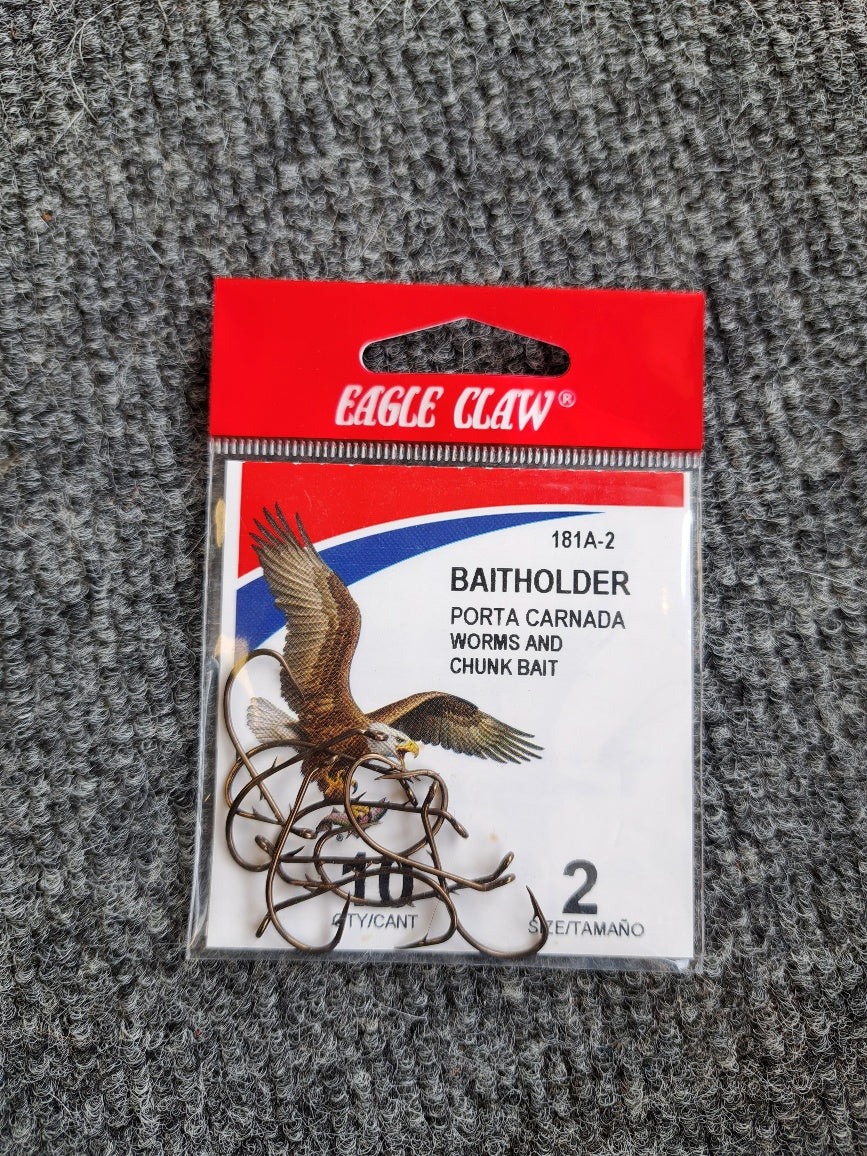 EAGLE CLAW®
181A-2
BAITHOLDER
PORTA CARNADA
WORMS AND
CHUNK BAIT
10 2
QTY/CANT SIZE/TAMAÑO